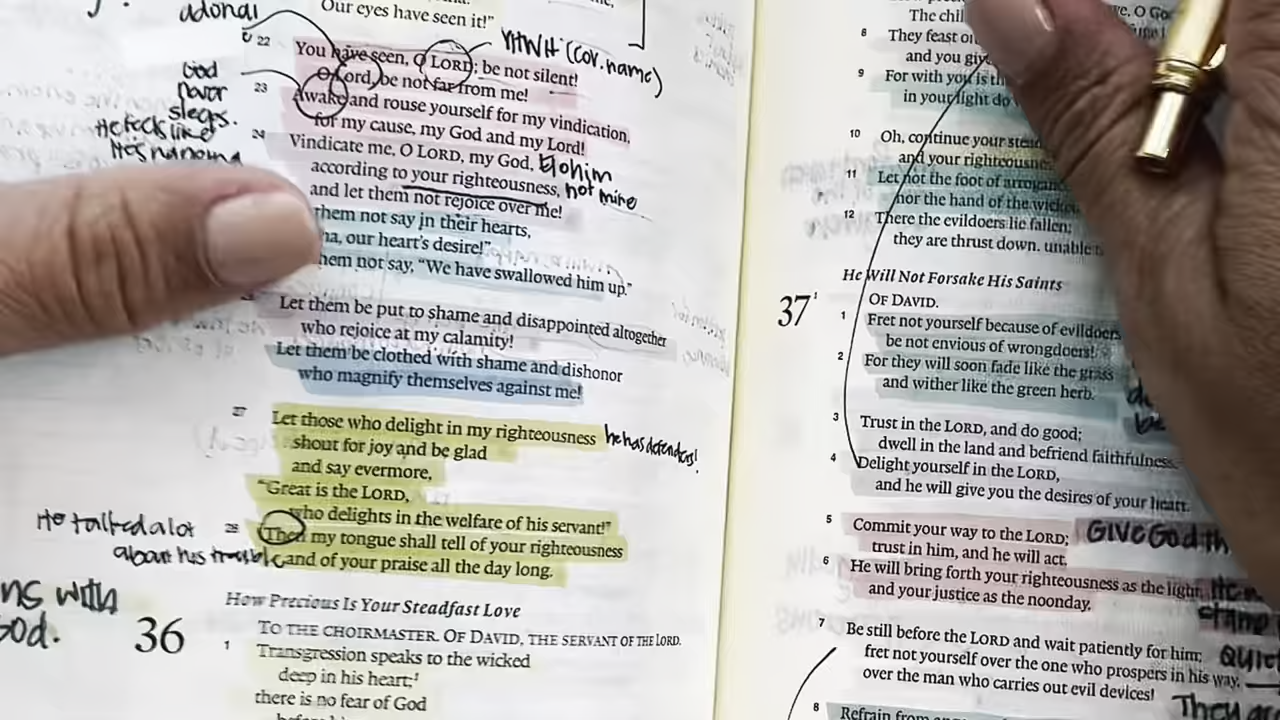 adonai
Our eyes have seen it!"
22 You have seen, O LORD; be not silent! YHWH (cov. name)
O Lord, be not far from me!
God never sleps. He feels like
23 Awake and rouse yourself for my vindication,
for my cause, my God and my Lord!
24 Vindicate me, O LORD, my God, Elohim
according to your righteousness, not mine
and let them not rejoice over me!
them not say in their hearts,
our heart's desire!"
them not say, "We have swallowed him up."
Let them be put to shame and disappointed altogether
who rejoice at my calamity!
Let them be clothed with shame and dishonor
who magnify themselves against me!
27 Let those who delight in my righteousness he has defenders!
shout for joy and be glad
and say evermore,
"Great is the LORD,
who delights in the welfare of his servant!"
He talked a lot about his trouble
28 Then my tongue shall tell of your righteousness
and of your praise all the day long.
with
How Precious Is Your Steadfast Love
36 TO THE CHOIRMASTER. OF DAVID, THE SERVANT OF THE LORD.
1 Transgression speaks to the wicked
deep in his heart;1
there is no fear of God
The
8 They feast
and you
9 For with you is
in your light do
10 Oh, continue your
and your
11 Let not the foot of
nor the hand of the
12 There the evildoers lie fallen;
they are thrust down, unable
He Will Not Forsake His Saints
37 1 OF DAVID.
1 Fret not yourself because of evildoers
be not envious of wrongdoers!
2 For they will soon fade like the grass
and wither like the green herb.
3 Trust in the LORD, and do good;
dwell in the land and befriend faithfulness.
4 Delight yourself in the LORD,
and he will give you the desires of your heart.
5 Commit your way to the LORD; GIVE God
trust in him, and he will act.
6 He will bring forth your righteousness as the light,
and your justice as the noonday.
7 Be still before the LORD and wait patiently for him;
fret not yourself over the one who prospers in his way,
over the man who carries out evil devices!
8 Refrain from